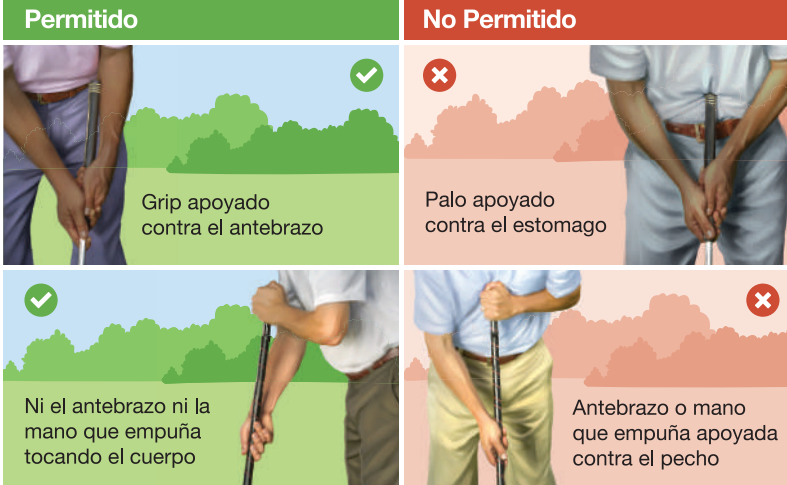 Permitido
No Permitido
Grip apoyado
contra el antebrazo
Palo apoyado
contra el estomago
Ni el antebrazo ni la
mano que empuña
tocando el cuerpo
Antebrazo o mano
que empuña apoyada
contra el pecho